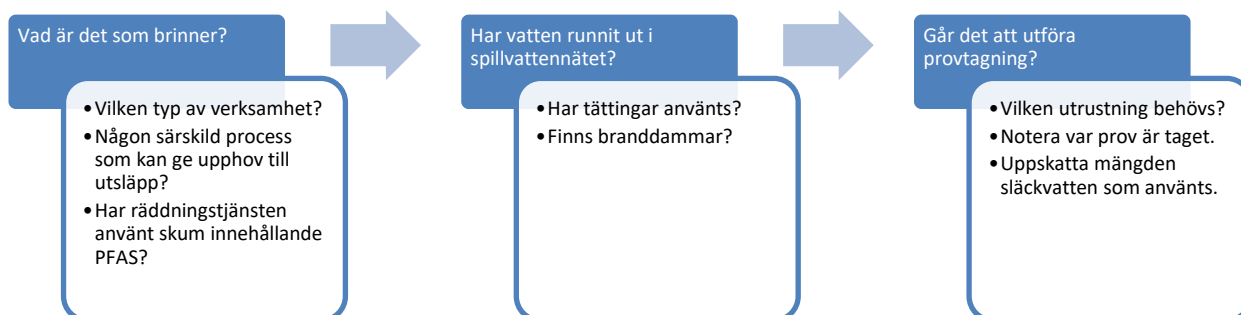 Vad är det som brinner?
•Vilken typ av verksamhet?
•Någon särskild process
som kan ge upphov till
utsläpp?
•Har räddningstjänsten
använt skum innehållande
PFAS?
Har vatten runnit ut i
spillvattennätet?
•Har tättingar använts?
•Finns branddammar?
Går det att utföra
provtagning?
•Vilken utrustning behövs?
•Notera var prov är taget.
•Uppskatta mängden
släckvatten som använts.